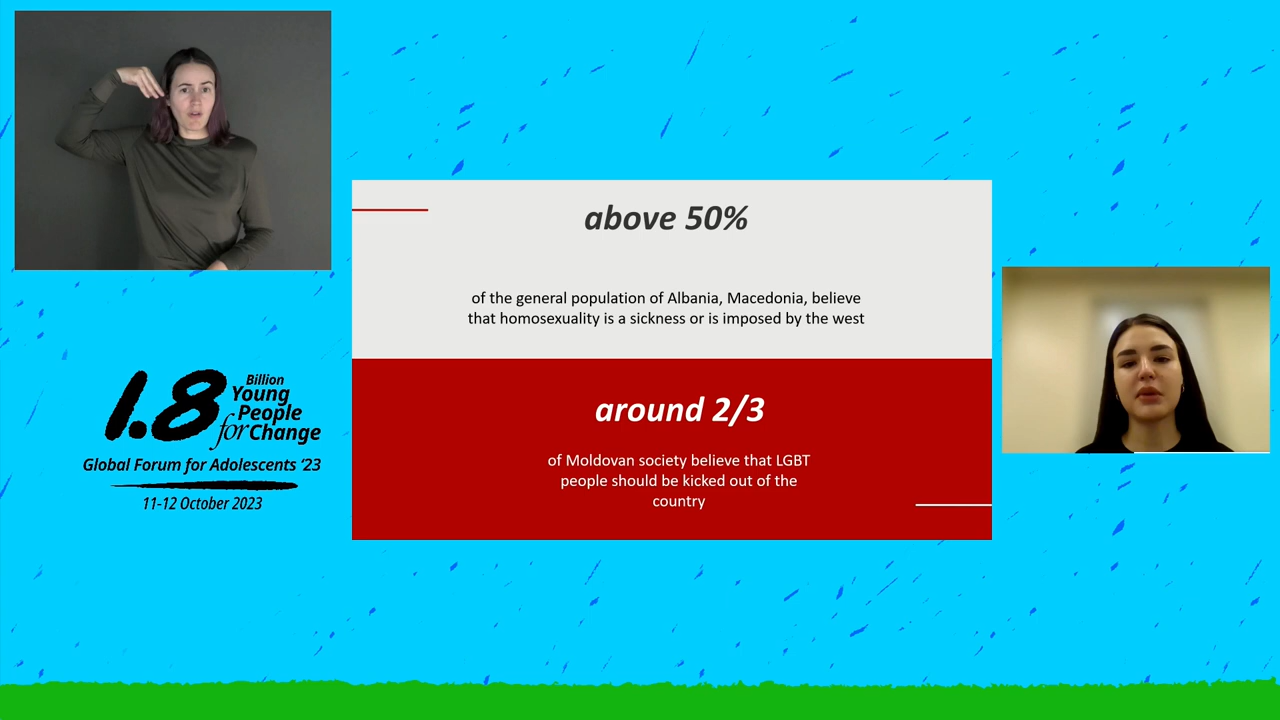 above 50%
of the general population of Albania, Macedonia, believe
that homosexuality is a sickness or is imposed by the west
around 2/3
of Moldovan society believe that LGBT
people should be kicked out of the
country
1.8 Billion
Young
People
for Change
Global Forum for Adolescents ‘23
11-12 October 2023